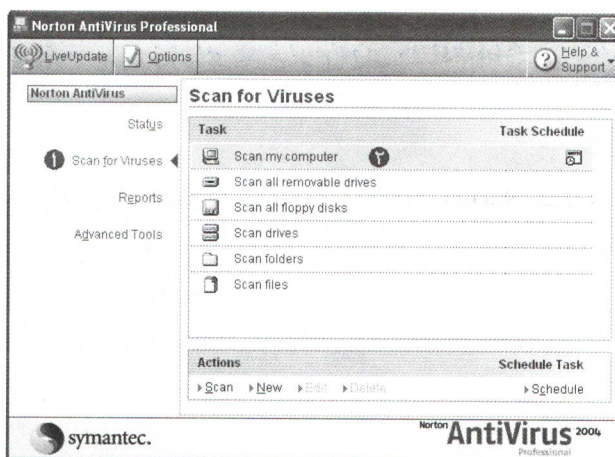 Norton AntiVirus Professional
LiveUpdate Options Help & Support
Norton AntiVirus
Status
۱ Scan for Viruses
Reports
Advanced Tools
Scan for Viruses
Task Task Schedule
Scan my computer ۲
Scan all removable drives
Scan all floppy disks
Scan drives
Scan folders
Scan files
Actions Schedule Task
Scan New Edit Delete Schedule
symantec.
Norton AntiVirus 2004
Professional